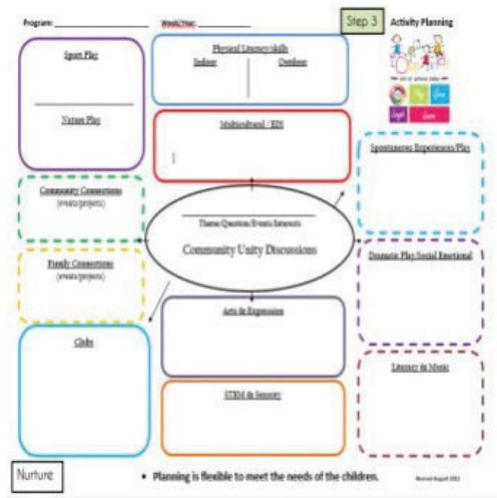 Program:
Week/Year:
Step 3
Activity Planning
Sport Play
Nature Play
Physical Literacy/skills
Indoor
Outdoor
Multicultural / EDI
Spontaneous Experiences/Play
Community Connections
(events/projects)
Theme/Question/Events/Interests
Community Unity Discussions
Family Connections
(events/projects)
Dramatic Play/Social Emotional
Clubs
Arts & Expression
Literacy & Music
STEM & Sensory
Nurture
• Planning is flexible to meet the needs of the children.
Revised August